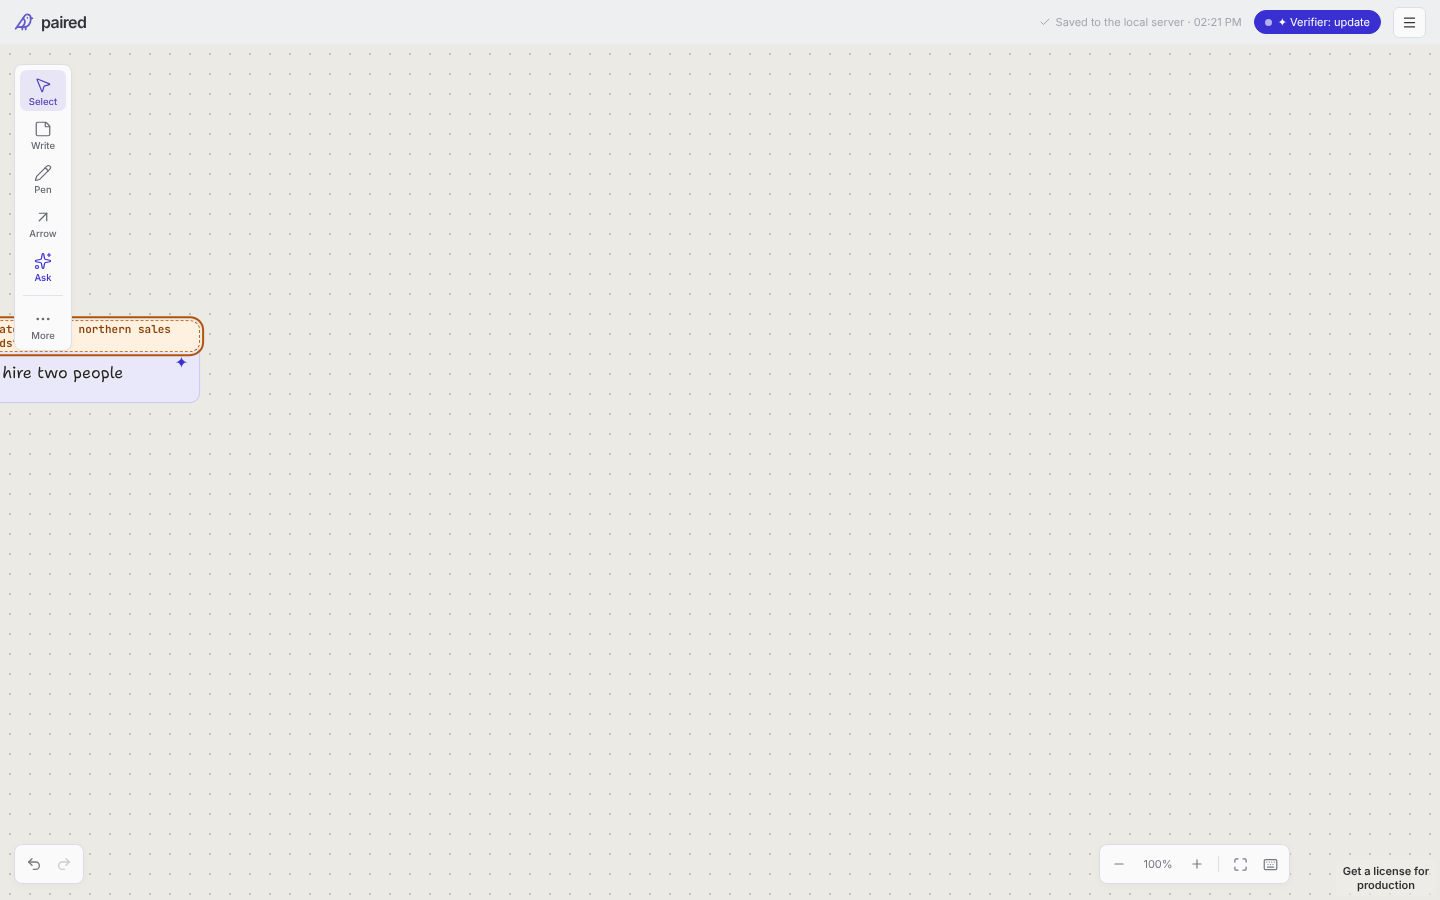 paired
Saved to the local server · 02:21 PM
✦ Verifier: update
Select
Write
Pen
Arrow
Ask
More
northern sales
hire two people
100%
Get a license for
production